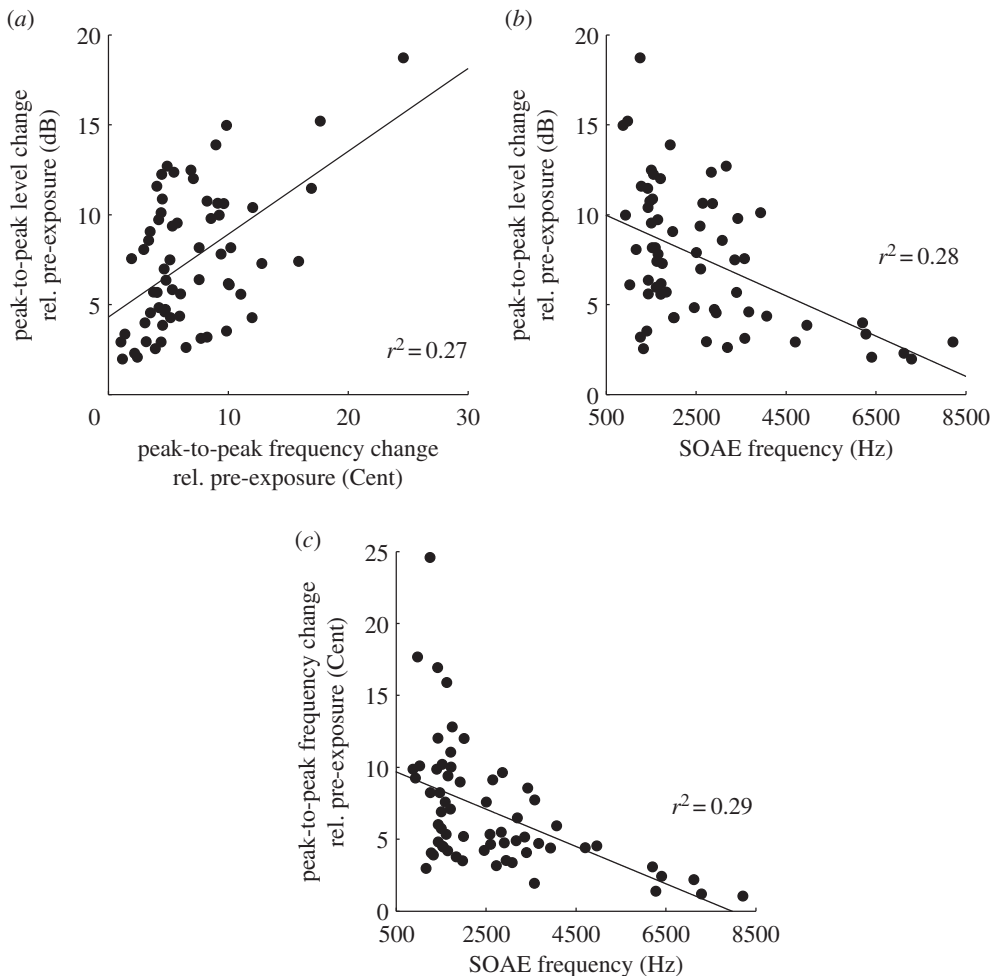 (a)
20
15
10
5
0
10
20
30
peak-to-peak level change
rel. pre-exposure (dB)
r² = 0.27
peak-to-peak frequency change
rel. pre-exposure (Cent)
(b)
20
15
10
5
0
500
2500
4500
6500
8500
peak-to-peak level change
rel. pre-exposure (dB)
r² = 0.28
SOAE frequency (Hz)
(c)
25
20
15
10
5
0
500
2500
4500
6500
8500
peak-to-peak frequency change
rel. pre-exposure (Cent)
r² = 0.29
SOAE frequency (Hz)